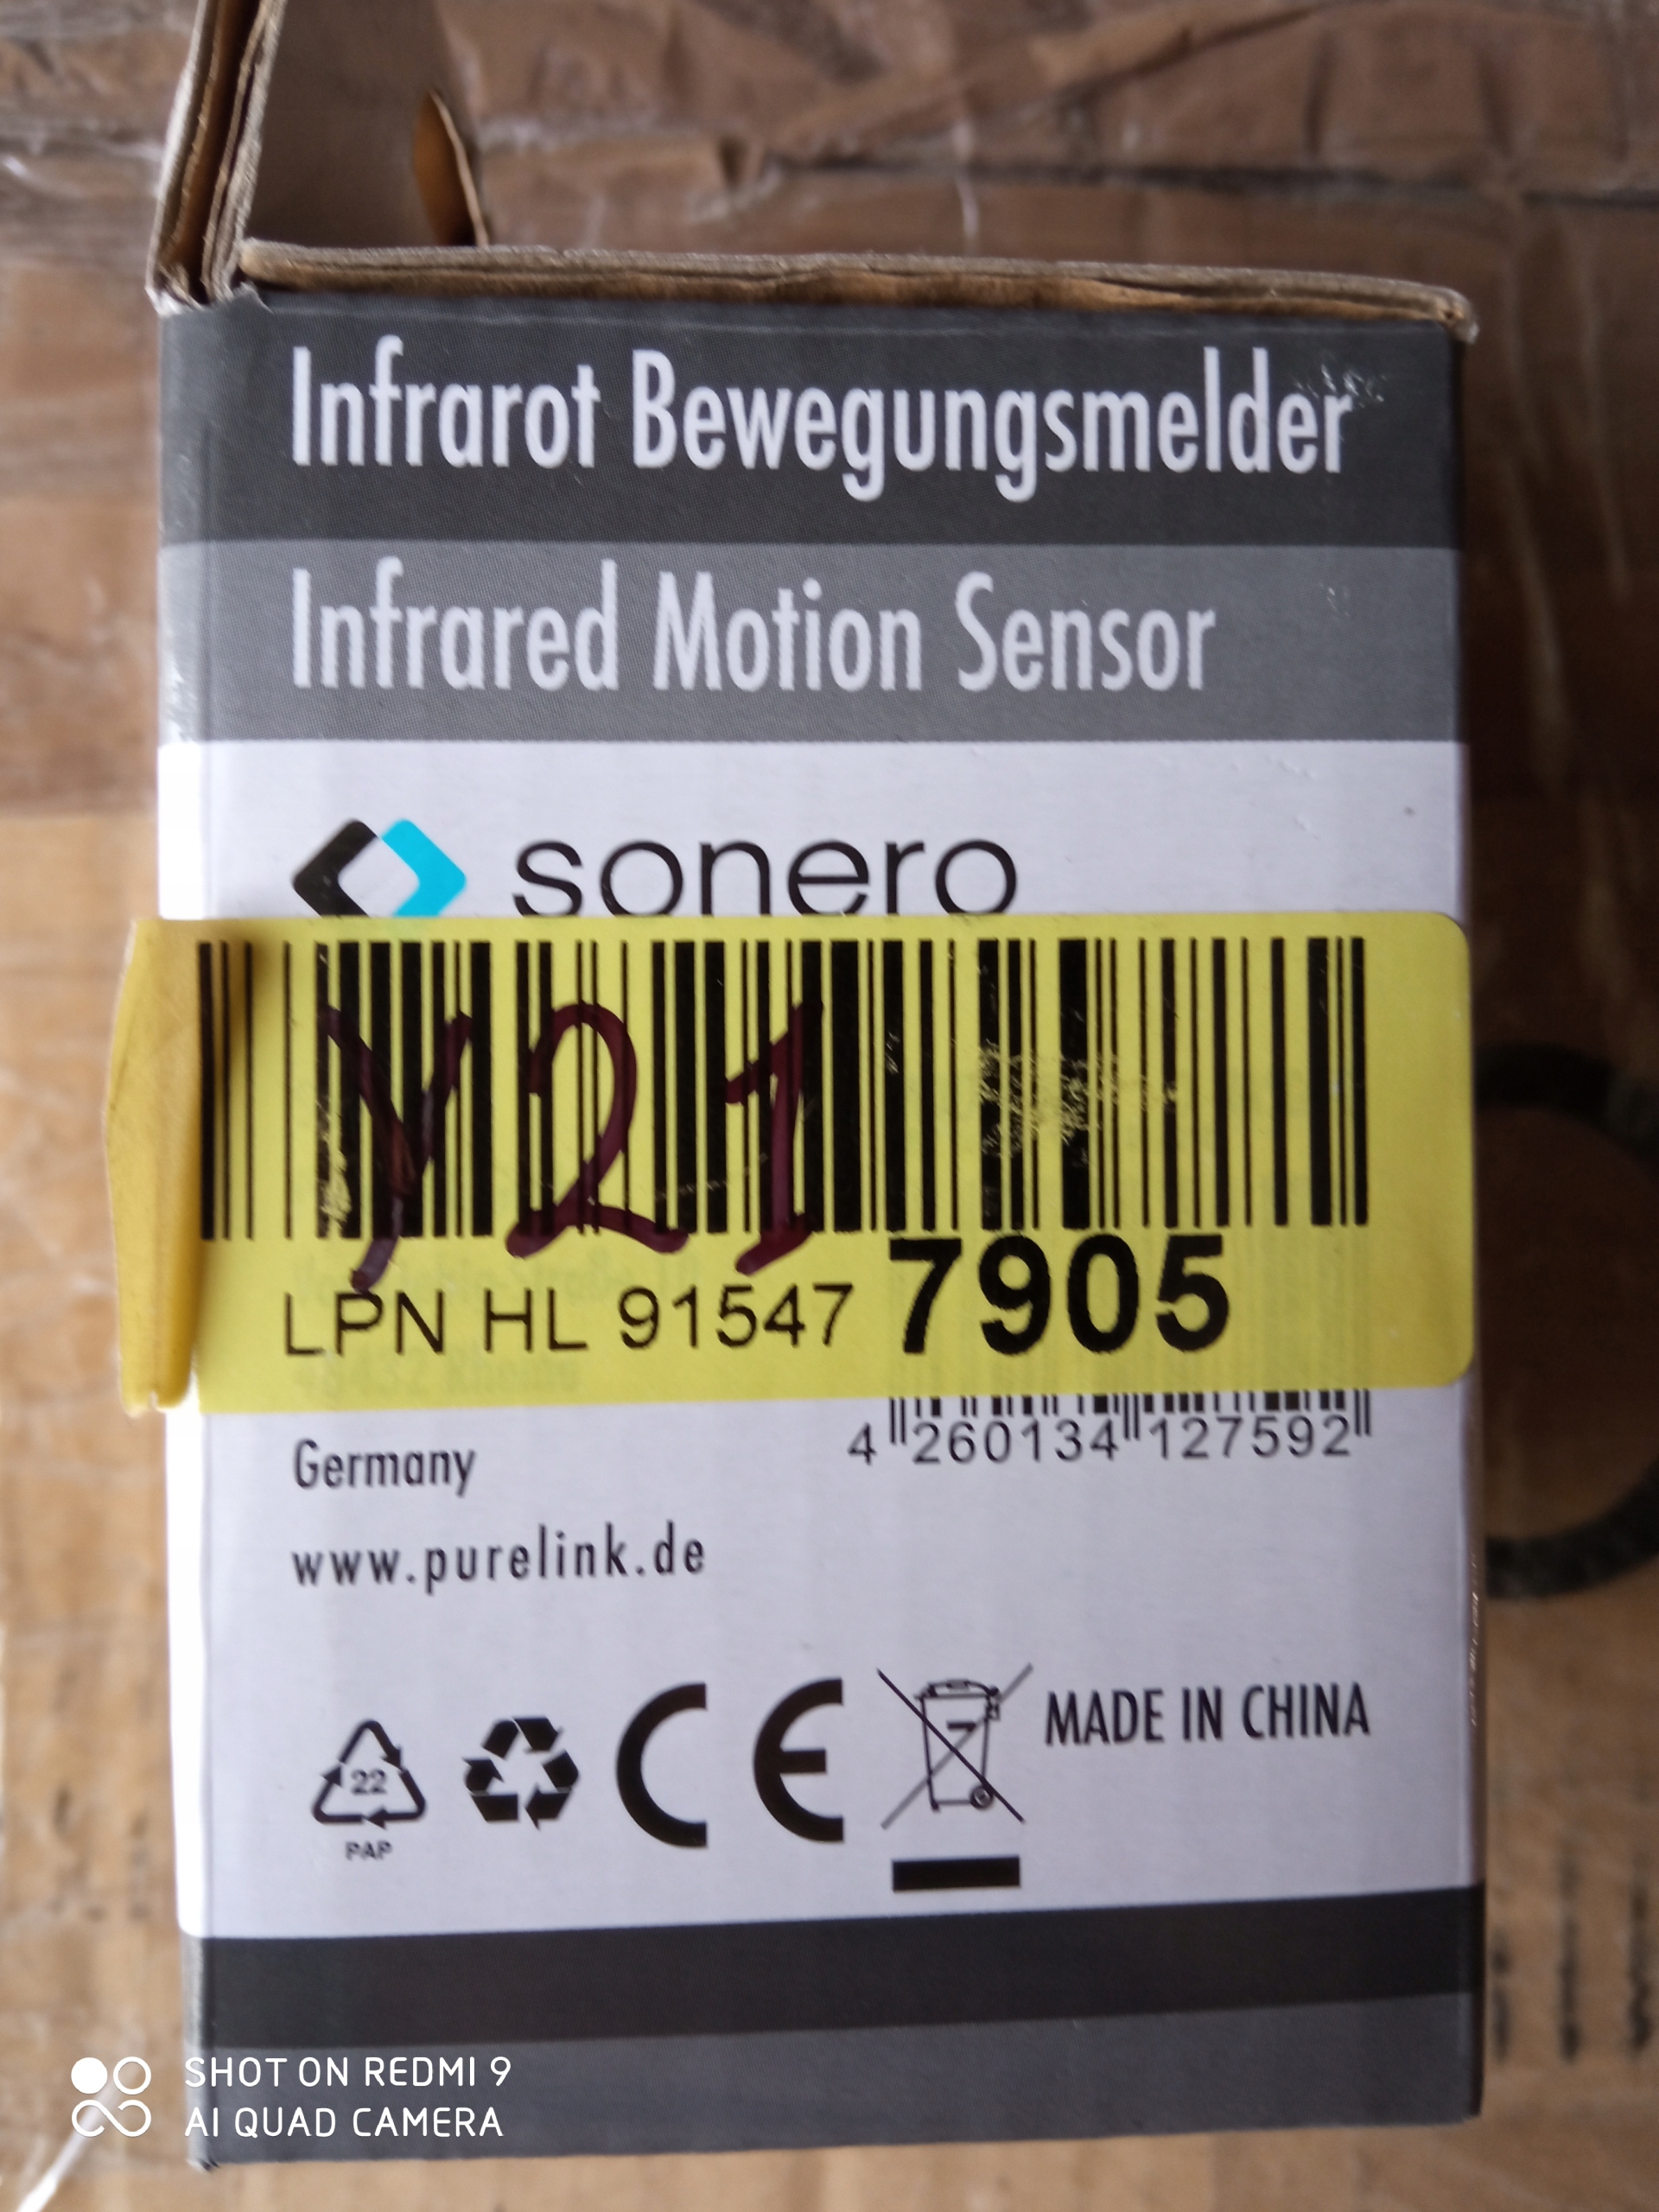 Infrarot Bewegungsmelder
Infrared Motion Sensor
sonero
Y21
LPN HL 91547 7905
4 260134 127592
Germany
www.purelink.de
22
PAP
CE
MADE IN CHINA
SHOT ON REDMI 9
AI QUAD CAMERA